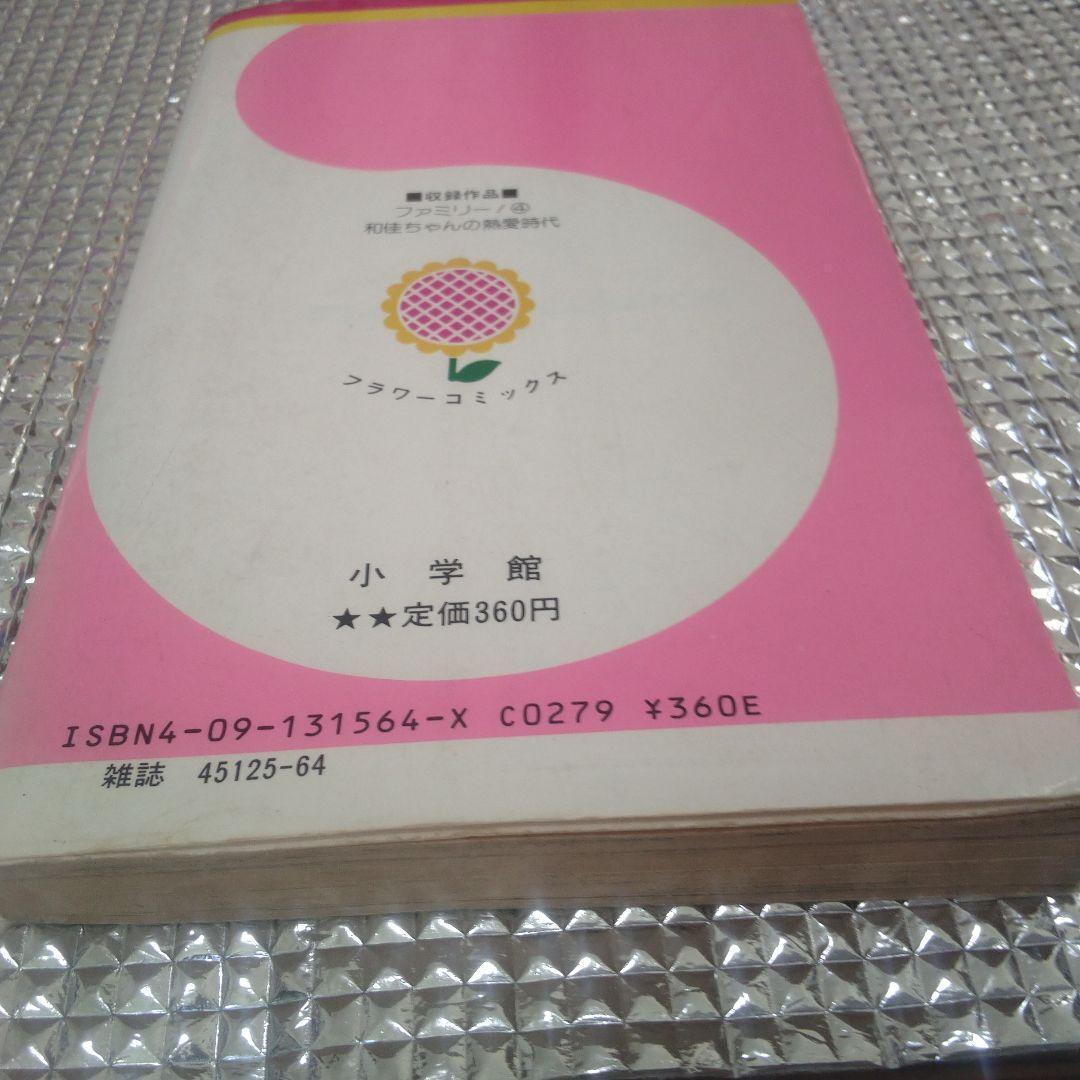 ■収録作品■
ファミリー！④
和佳ちゃんの熱愛時代
フラワーコミックス
小学館
★★定価360円
ISBN4-09-131564-X C0279 ¥360E
雑誌 45125-64